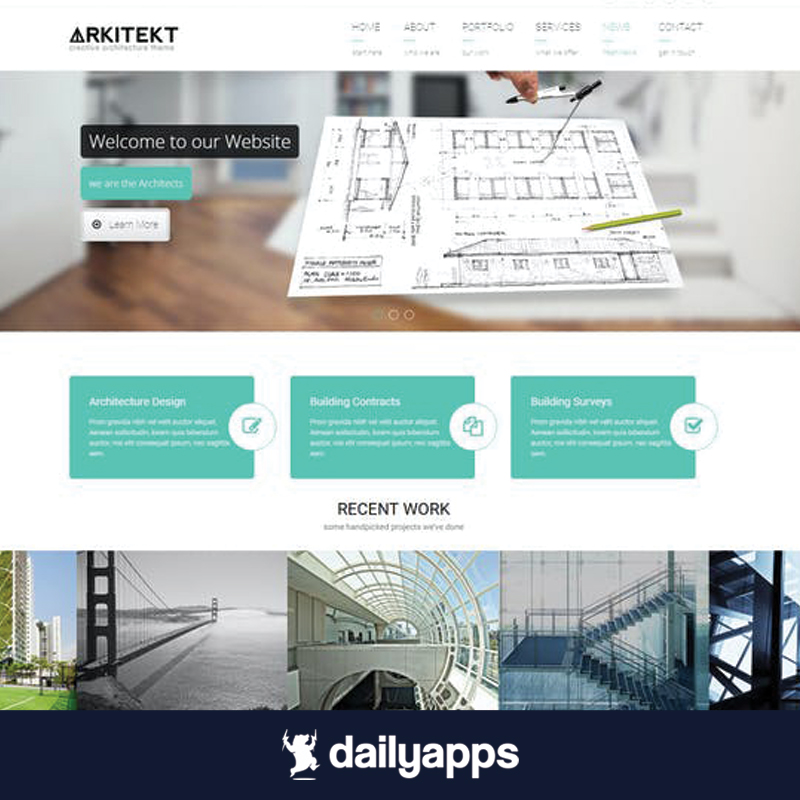 ARKITEKT
creative architecture theme
HOME ABOUT PORTFOLIO SERVICES NEWS CONTACT
start here who we are our work what we offer fresh news get in touch
Welcome to our Website
we are the Architects
Learn More
Architecture Design
Proin gravida nibh vel velit auctor aliquet.
Aenean sollicitudin, lorem quis bibendum
auctor, nisi elit consequat ipsum, nec sagittis
sem.
Building Contracts
Proin gravida nibh vel velit auctor aliquet.
Aenean sollicitudin, lorem quis bibendum
auctor, nisi elit consequat ipsum, nec sagittis
sem.
Building Surveys
Proin gravida nibh vel velit auctor aliquet.
Aenean sollicitudin, lorem quis bibendum
auctor, nisi elit consequat ipsum, nec sagittis
sem.
RECENT WORK
some handpicked projects we've done
dailyapps